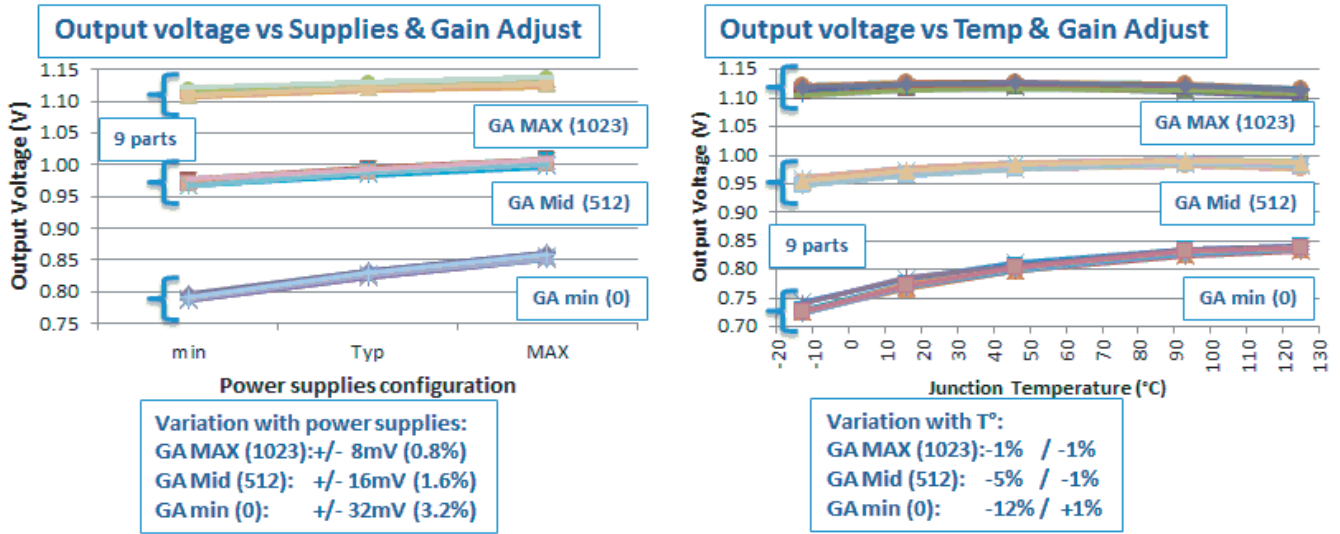 Output voltage vs Supplies & Gain Adjust
Output Voltage (V)
1.15
1.10
1.05
1.00
0.95
0.90
0.85
0.80
0.75
9 parts
GA MAX (1023)
GA Mid (512)
GA min (0)
min Typ MAX
Power supplies configuration
Variation with power supplies:
GA MAX (1023):+/- 8mV (0.8%)
GA Mid (512): +/- 16mV (1.6%)
GA min (0): +/- 32mV (3.2%)
Output voltage vs Temp & Gain Adjust
Output Voltage (V)
1.15
1.10
1.05
1.00
0.95
0.90
0.85
0.80
0.75
0.70
GA MAX (1023)
GA Mid (512)
9 parts
GA min (0)
-20 -10 0 10 20 30 40 50 60 70 80 90 100 110 120 130
Junction Temperature (°C)
Variation with T°:
GA MAX (1023):-1% / -1%
GA Mid (512): -5% / -1%
GA min (0): -12% / +1%